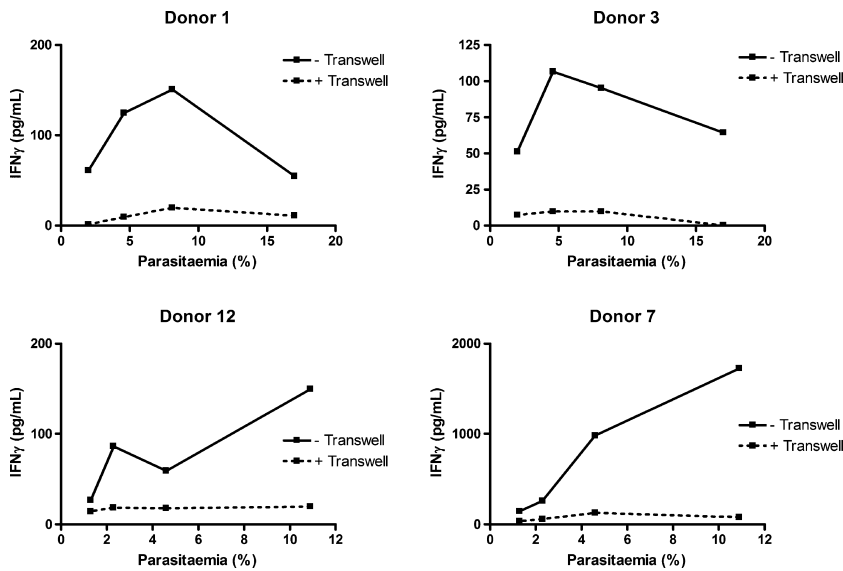 Donor 1
200
100
0
IFNγ (pg/mL)
0 5 10 15 20
Parasitaemia (%)
- Transwell
+ Transwell
Donor 3
125
100
75
50
25
0
IFNγ (pg/mL)
0 5 10 15 20
Parasitaemia (%)
- Transwell
+ Transwell
Donor 12
200
100
0
IFNγ (pg/mL)
0 2 4 6 8 10 12
Parasitaemia (%)
- Transwell
+ Transwell
Donor 7
2000
1000
0
IFNγ (pg/mL)
0 2 4 6 8 10 12
Parasitaemia (%)
- Transwell
+ Transwell